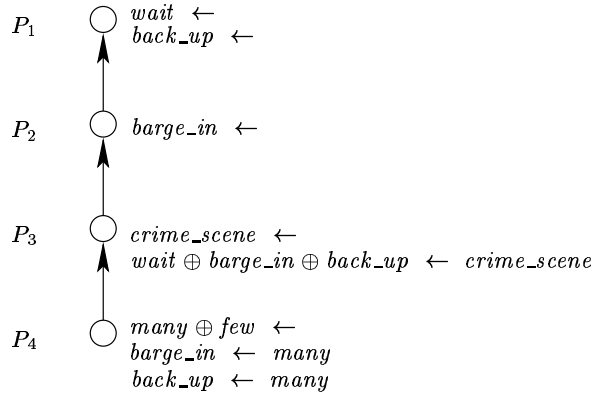 P₁ wait ←
back_up ←
P₂ barge_in ←
P₃ crime_scene ←
wait ⊕ barge_in ⊕ back_up ← crime_scene
P₄ many ⊕ few ←
barge_in ← many
back_up ← many